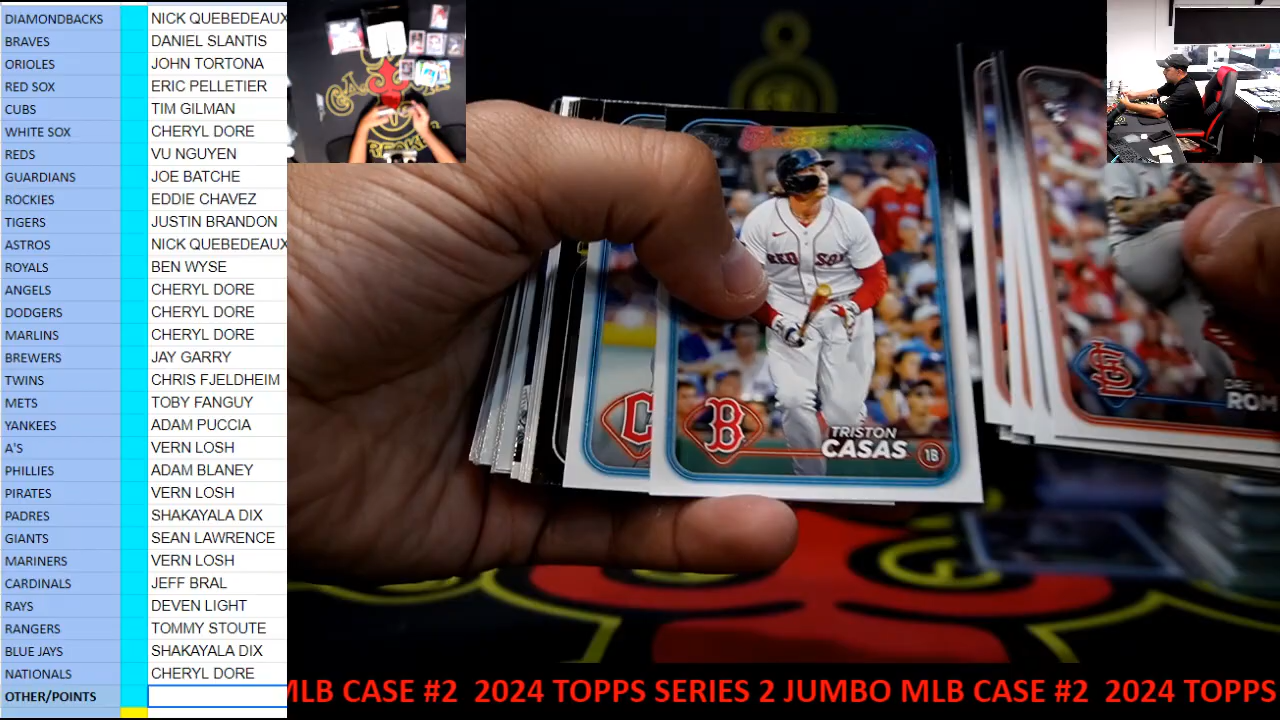 DIAMONDBACKS NICK QUEBEDEAUX
BRAVES DANIEL SLANTIS
ORIOLES JOHN TORTONA
RED SOX ERIC PELLETIER
CUBS TIM GILMAN
WHITE SOX CHERYL DORE
REDS VU NGUYEN
GUARDIANS JOE BATCHE
ROCKIES EDDIE CHAVEZ
TIGERS JUSTIN BRANDON
ASTROS NICK QUEBEDEAUX
ROYALS BEN WYSE
ANGELS CHERYL DORE
DODGERS CHERYL DORE
MARLINS CHERYL DORE
BREWERS JAY GARRY
TWINS CHRIS FJELDHEIM
METS TOBY FANGUY
YANKEES ADAM PUCCIA
A'S VERN LOSH
PHILLIES ADAM BLANEY
PIRATES VERN LOSH
PADRES SHAKAYALA DIX
GIANTS SEAN LAWRENCE
MARINERS VERN LOSH
CARDINALS JEFF BRAL
RAYS DEVEN LIGHT
RANGERS TOMMY STOUTE
BLUE JAYS SHAKAYALA DIX
NATIONALS CHERYL DORE
OTHER/POINTS
RED SOX
B
TRISTON
CASAS
1B
C
STL
ROM
MLB CASE #2 2024 TOPPS SERIES 2 JUMBO MLB CASE #2 2024 TOPPS